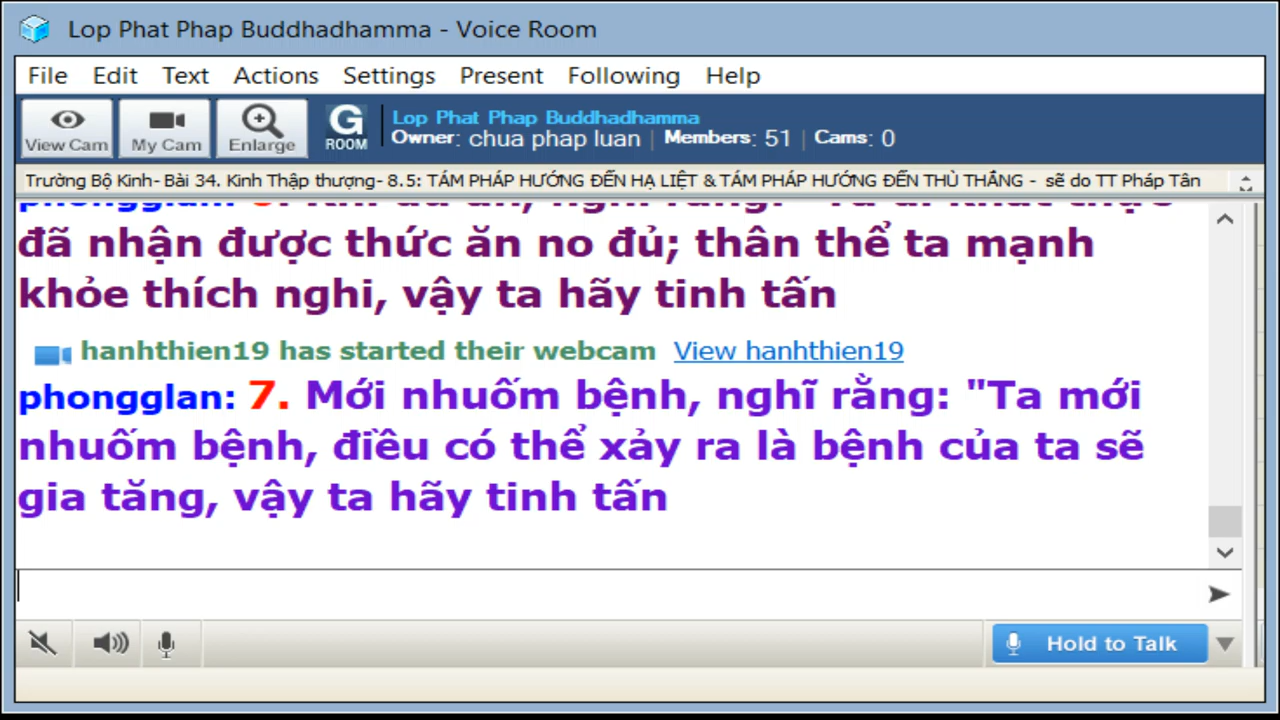 Lop Phat Phap Buddhadhamma - Voice Room
File Edit Text Actions Settings Present Following Help
View Cam My Cam Enlarge G ROOM
Lop Phat Phap Buddhadhamma
Owner: chua phap luan | Members: 51 | Cams: 0
Trường Bộ Kinh- Bài 34. Kinh Thập thượng- 8.5: TÁM PHÁP HƯỚNG ĐẾN HẠ LIỆT & TÁM PHÁP HƯỚNG ĐẾN THÙ THẮNG - sẽ do TT Pháp Tân
phongglan:
đã nhận được thức ăn no đủ; thân thể ta mạnh
khỏe thích nghi, vậy ta hãy tinh tấn
hanhthien19 has started their webcam View hanhthien19
phongglan: 7. Mới nhuốm bệnh, nghĩ rằng: "Ta mới
nhuốm bệnh, điều có thể xảy ra là bệnh của ta sẽ
gia tăng, vậy ta hãy tinh tấn
Hold to Talk